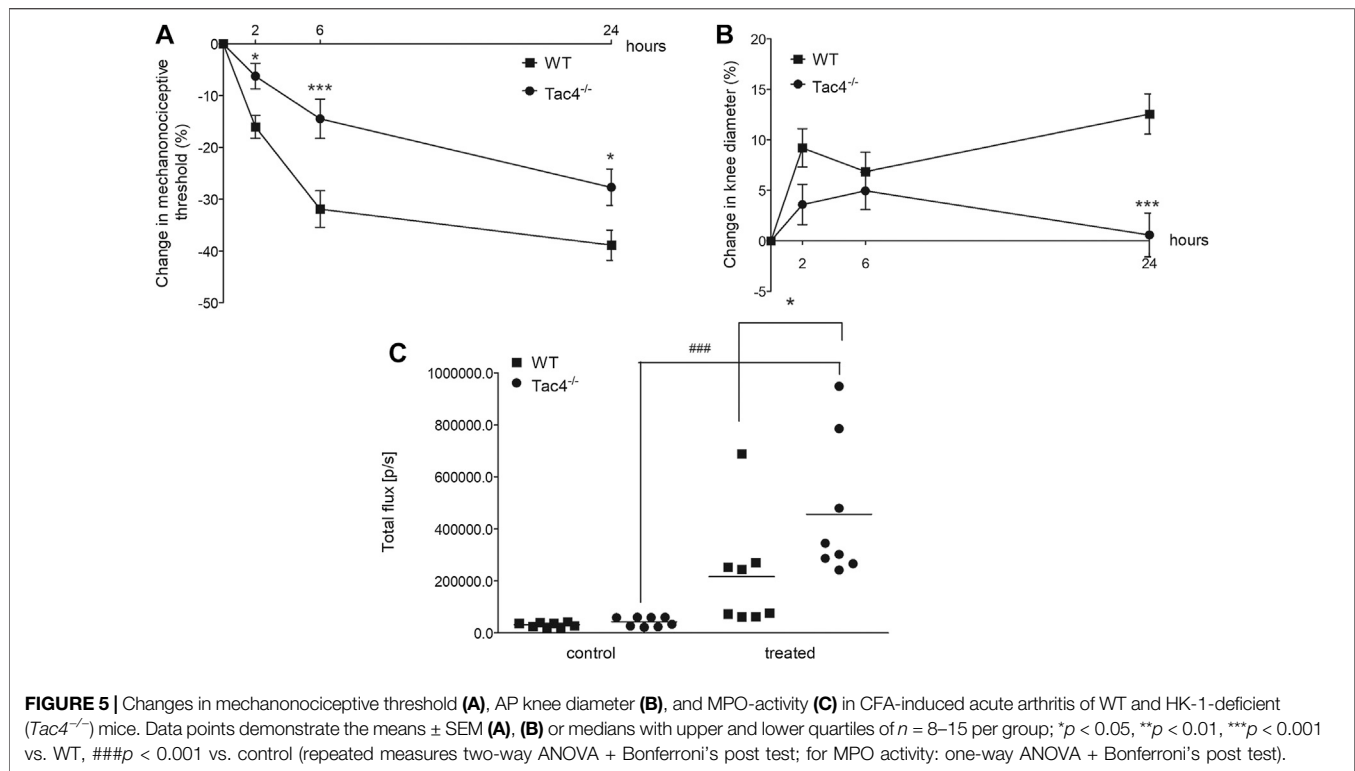 A
2
6
24
hours
0
-10
-20
-30
-40
-50
Change in mechanonociceptive
threshold (%)
*
***
*
WT
Tac4-/-
B
20
15
10
5
0
-5
Change in knee diameter (%)
WT
Tac4-/-
***
hours
2
6
24
C
WT
Tac4-/-
###
*
1000000.0
800000.0
600000.0
400000.0
200000.0
0.0
Total flux [p/s]
control
treated
FIGURE 5 | Changes in mechanonociceptive threshold (A), AP knee diameter (B), and MPO-activity (C) in CFA-induced acute arthritis of WT and HK-1-deficient
(Tac4−/−) mice. Data points demonstrate the means ± SEM (A), (B) or medians with upper and lower quartiles of n = 8–15 per group; *p < 0.05, **p < 0.01, ***p < 0.001
vs. WT, ###p < 0.001 vs. control (repeated measures two-way ANOVA + Bonferroni's post test; for MPO activity: one-way ANOVA + Bonferroni's post test).